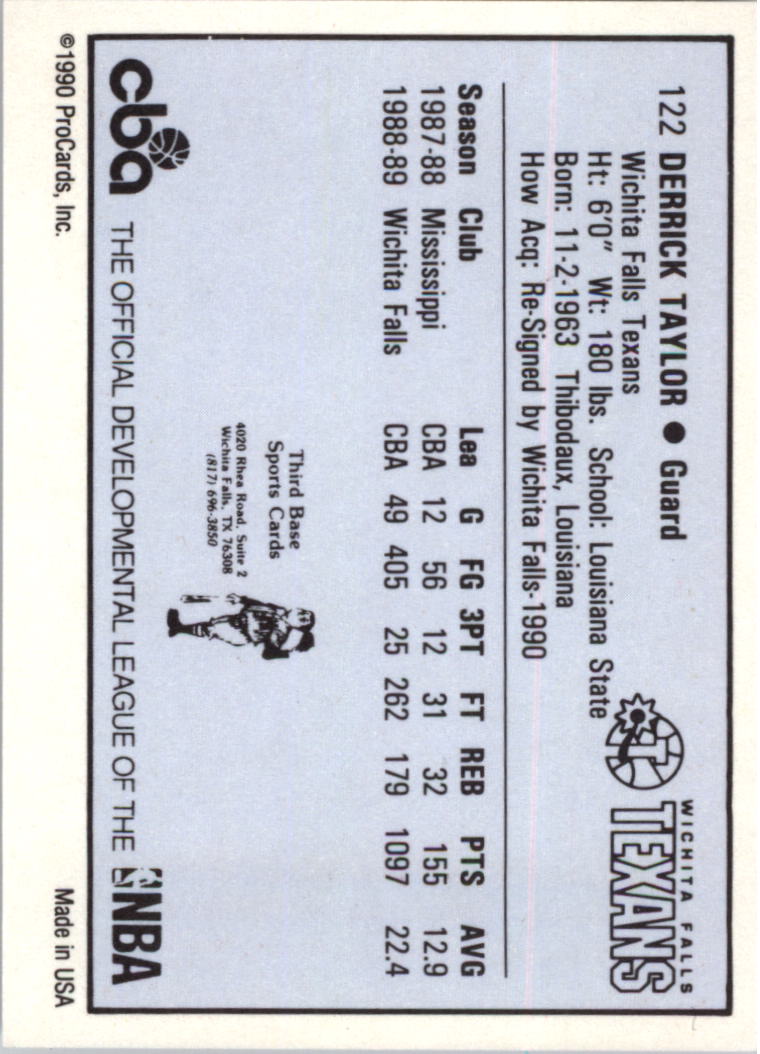 122 DERRICK TAYLOR ● Guard
Wichita Falls Texans
Ht: 6'0" Wt: 180 lbs. School: Louisiana State
Born: 11-2-1963 Thibodaux, Louisiana
How Acq: Re-Signed by Wichita Falls-1990
WICHITA FALLS
TEXANS
Season Club Lea G FG 3PT FT REB PTS AVG
1987-88 Mississippi CBA 12 56 12 31 32 155 12.9
1988-89 Wichita Falls CBA 49 405 25 262 179 1097 22.4
Third Base
Sports Cards
4020 Rhea Road, Suite 2
Wichita Falls, TX 76308
(817) 696-3850
cba THE OFFICIAL DEVELOPMENTAL LEAGUE OF THE NBA
©1990 ProCards, Inc. Made in USA